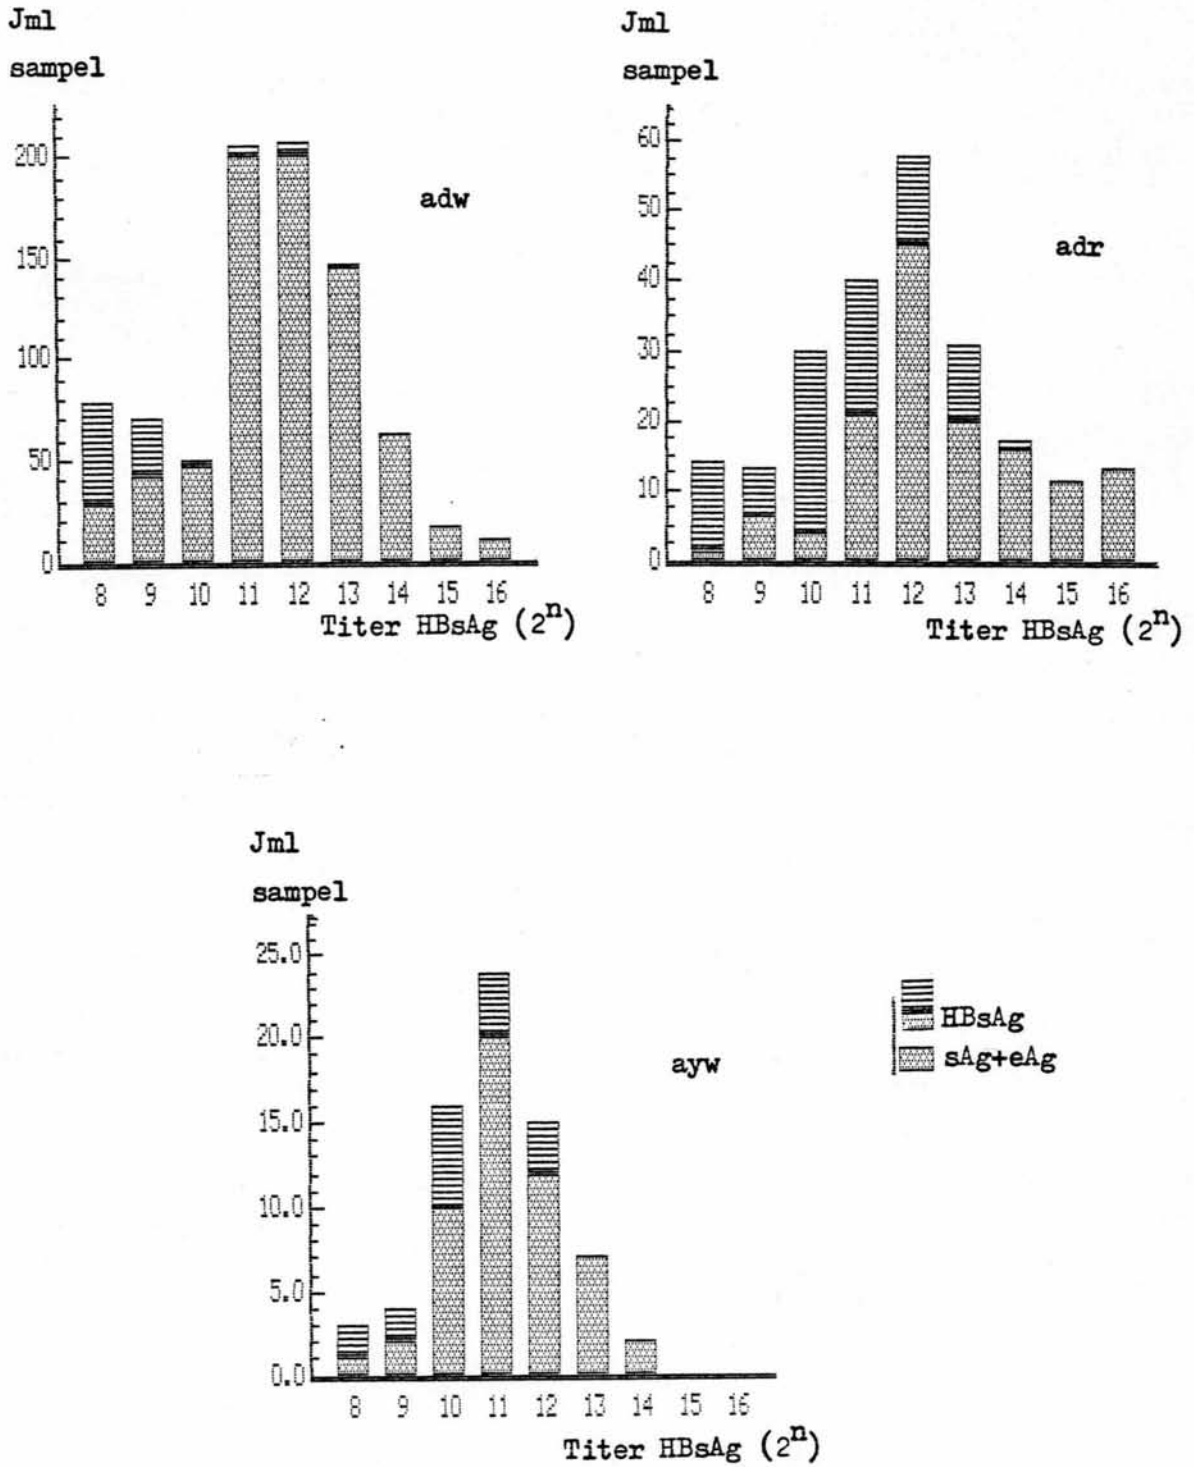 Jml
sampel
200
150
100
50
0
adw
8 9 10 11 12 13 14 15 16
Titer HBsAg (2ⁿ)
Jml
sampel
60
50
40
30
20
10
0
adr
8 9 10 11 12 13 14 15 16
Titer HBsAg (2ⁿ)
Jml
sampel
25.0
20.0
15.0
10.0
5.0
0.0
ayw
8 9 10 11 12 13 14 15 16
Titer HBsAg (2ⁿ)
HBsAg
sAg+eAg